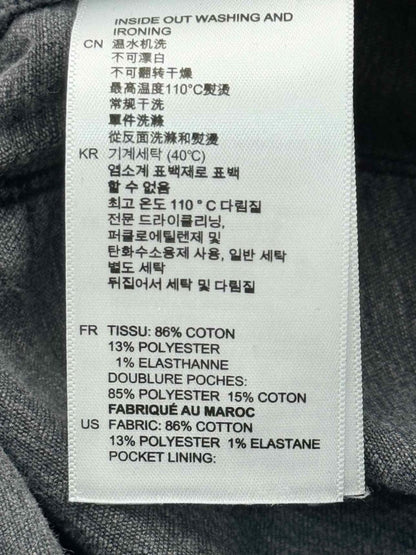 INSIDE OUT WASHING AND
IRONING
CN 温水机洗
不可漂白
不可翻转干燥
最高温度110°C熨烫
常规干洗
單件洗滌
從反面洗滌和熨燙
KR 기계세탁 (40℃)
염소계 표백제로 표백
할 수 없음
최고 온도 110 ° C 다림질
전문 드라이클리닝,
퍼클로에틸렌제 및
탄화수소용제 사용, 일반 세탁
별도 세탁
뒤집어서 세탁 및 다림질
FR TISSU: 86% COTON
13% POLYESTER
1% ELASTHANNE
DOUBLURE POCHES:
85% POLYESTER 15% COTON
FABRIQUÉ AU MAROC
US FABRIC: 86% COTTON
13% POLYESTER 1% ELASTANE
POCKET LINING: